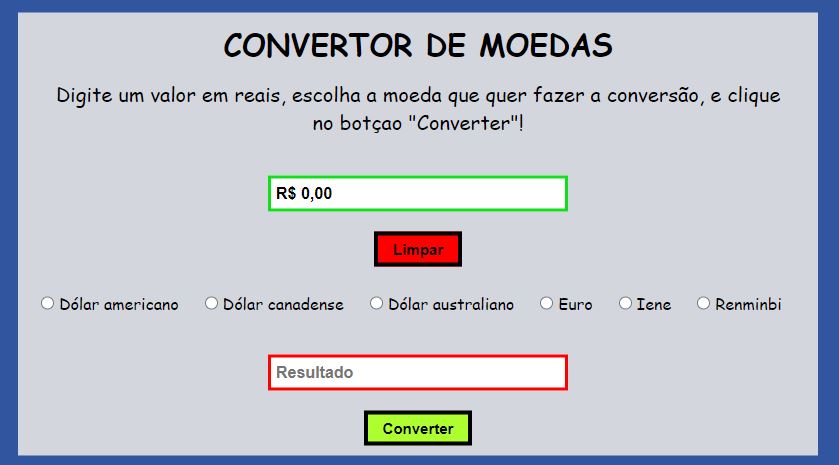 CONVERTOR DE MOEDAS
Digite um valor em reais, escolha a moeda que quer fazer a conversão, e clique
no botçao "Converter"!
R$ 0,00
Limpar
Dólar americano Dólar canadense Dólar australiano Euro Iene Renminbi
Resultado
Converter